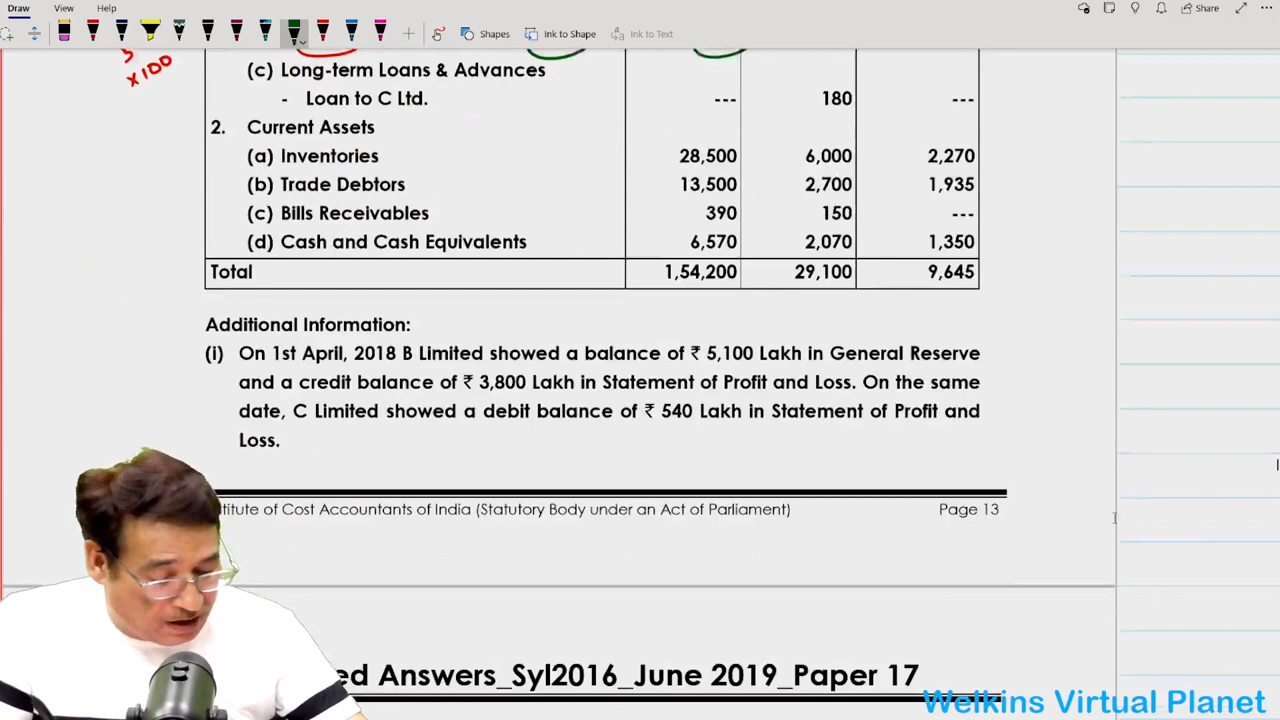 Draw View Help Share
Shapes Ink to Shape Ink to Text
x100
(c) Long-term Loans & Advances
- Loan to C Ltd. --- 180 ---
2. Current Assets
(a) Inventories 28,500 6,000 2,270
(b) Trade Debtors 13,500 2,700 1,935
(c) Bills Receivables 390 150 ---
(d) Cash and Cash Equivalents 6,570 2,070 1,350
Total 1,54,200 29,100 9,645
Additional Information:
(i) On 1st April, 2018 B Limited showed a balance of ₹ 5,100 Lakh in General Reserve
and a credit balance of ₹ 3,800 Lakh in Statement of Profit and Loss. On the same
date, C Limited showed a debit balance of ₹ 540 Lakh in Statement of Profit and
Loss.
titute of Cost Accountants of India (Statutory Body under an Act of Parliament) Page 13
ed Answers_Syl2016_June 2019_Paper 17
Welkins Virtual Planet